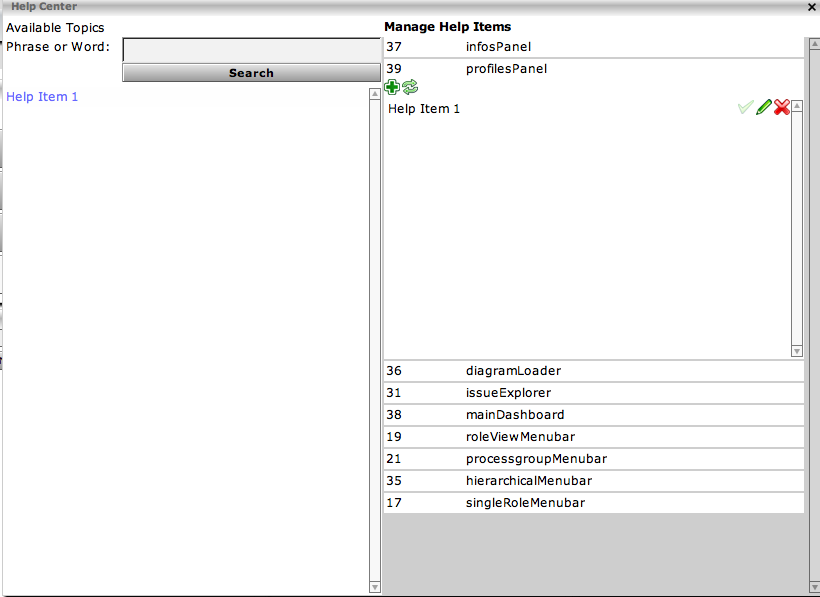 Help Center
Available Topics
Phrase or Word:
Search
Help Item 1
Manage Help Items
37 infosPanel
39 profilesPanel
Help Item 1
36 diagramLoader
31 issueExplorer
38 mainDashboard
19 roleViewMenubar
21 processgroupMenubar
35 hierarchicalMenubar
17 singleRoleMenubar